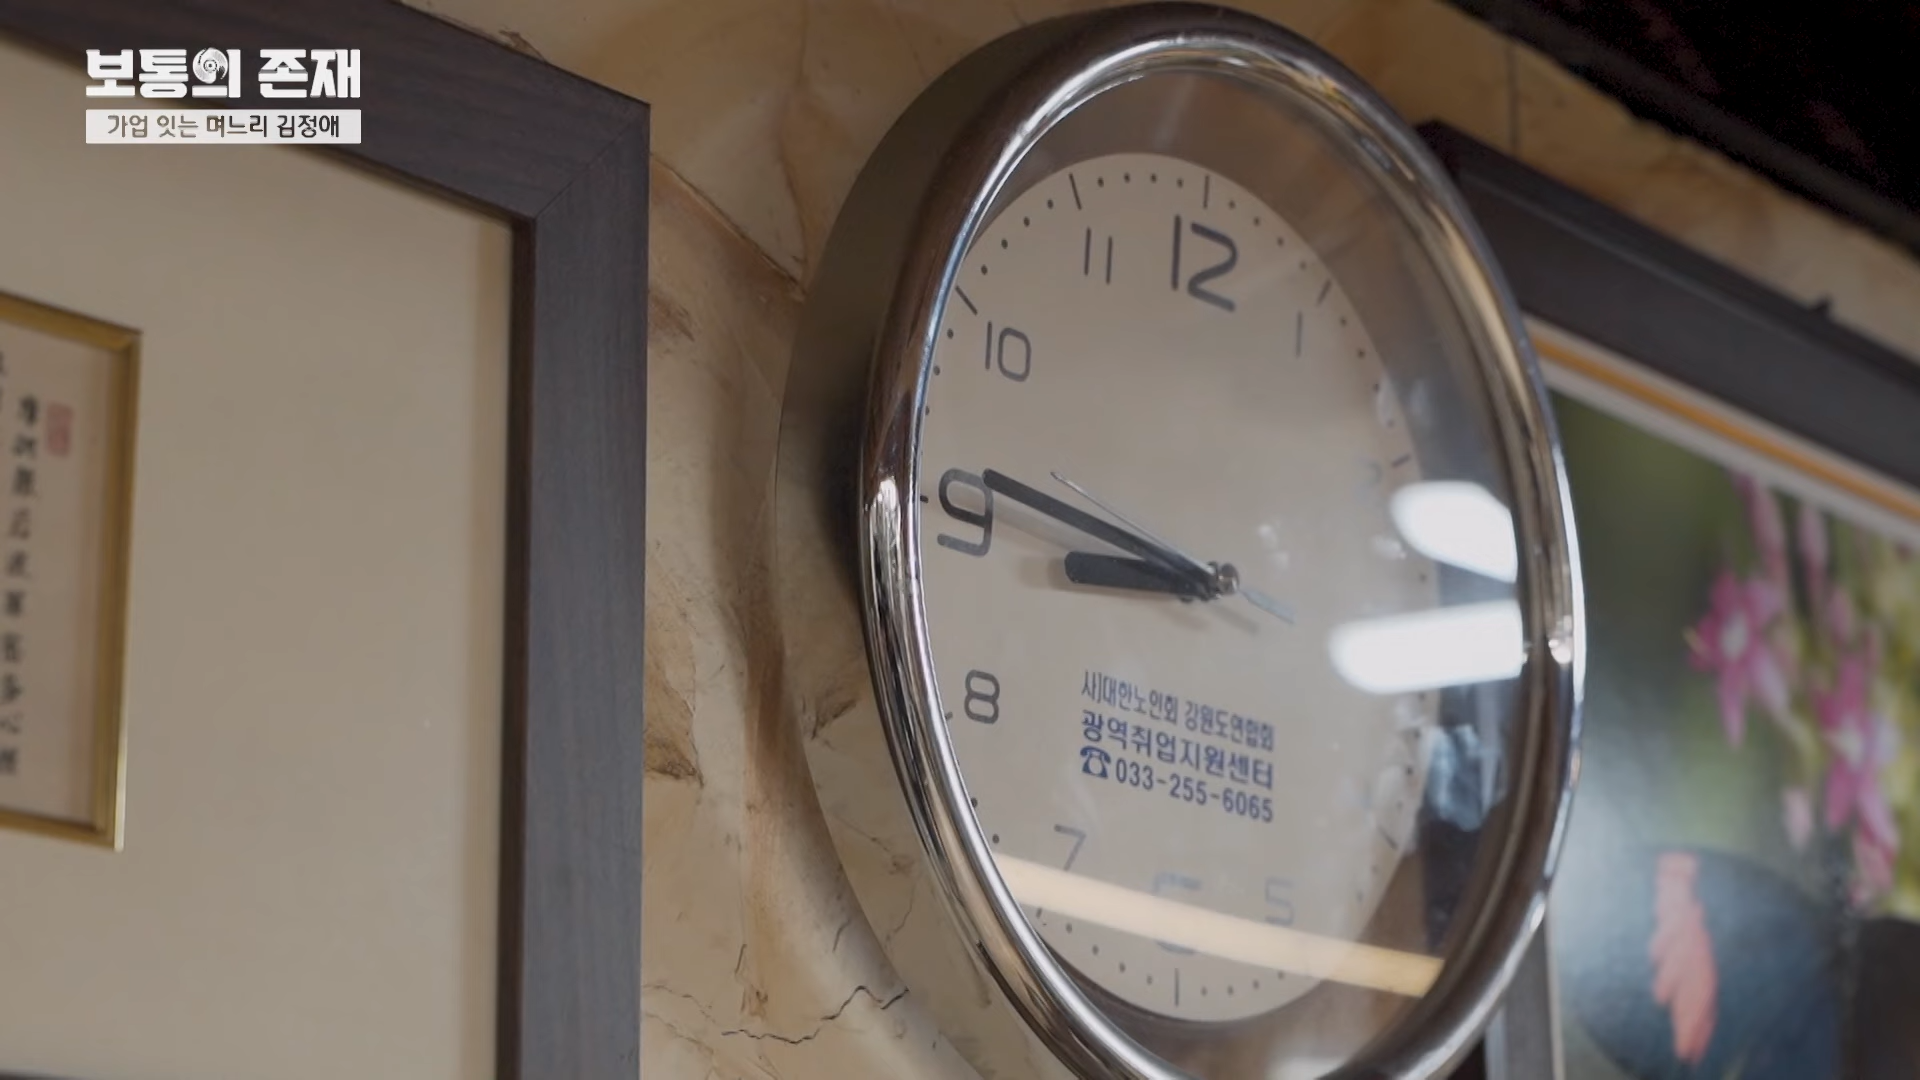 보통의 존재
가업 잇는 며느리 김정애
12
11
1
10
9
8
7
5
사)대한노인회 강원도연합회
광역취업지원센터
☎033-255-6065